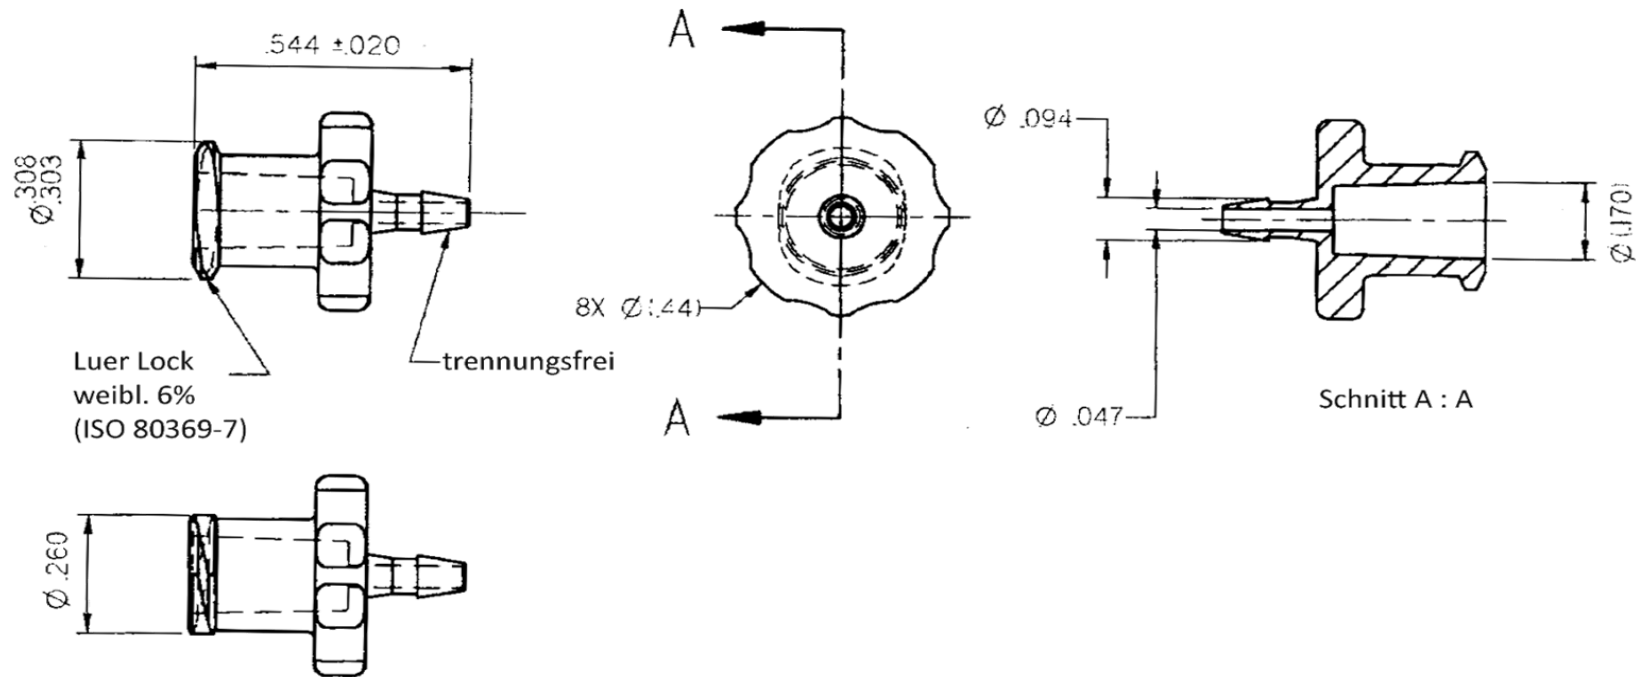 .544 ±.020
A
Ø .094
Ø .308
.303
Ø (.170)
8X Ø (.44)
Luer Lock
weibl. 6%
(ISO 80369-7)
trennungsfrei
A
Ø .047
Schnitt A : A
Ø .260